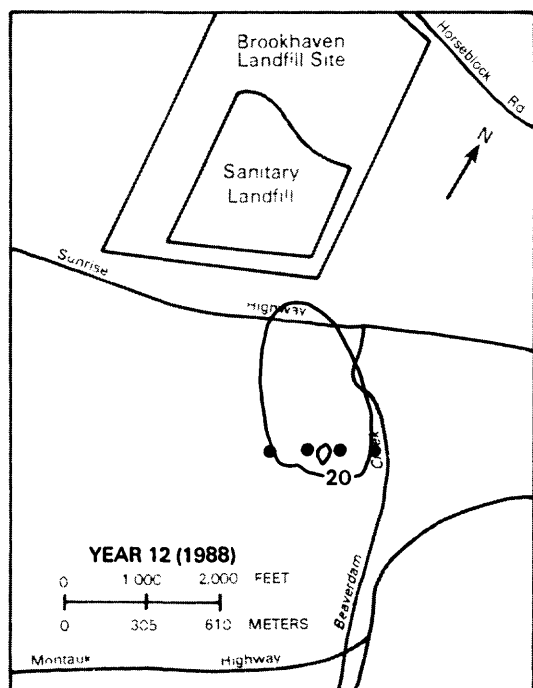 Brookhaven
Landfill Site
Horseblock Rd
N
Sanitary
Landfill
Sunrise Highway
Creek
20
YEAR 12 (1988)
0 1 000 2,000 FEET
0 305 610 METERS
Beaverdam
Montauk Highway